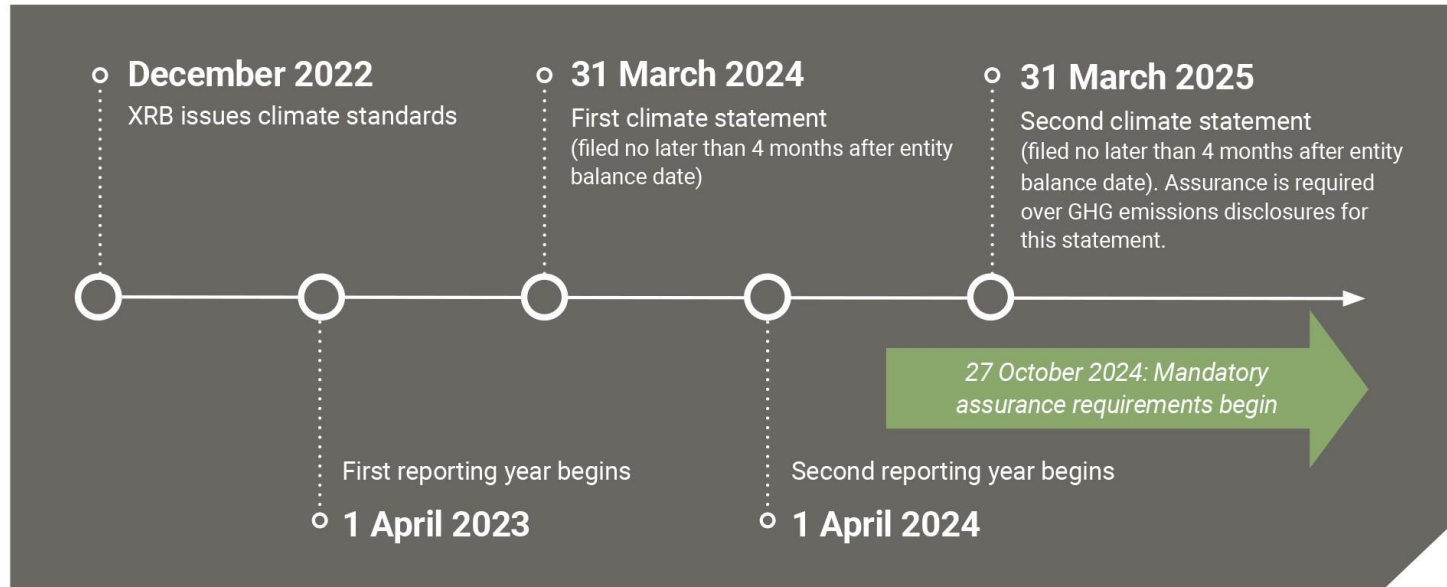 December 2022
XRB issues climate standards
31 March 2024
First climate statement
(filed no later than 4 months after entity
balance date)
31 March 2025
Second climate statement
(filed no later than 4 months after entity
balance date). Assurance is required
over GHG emissions disclosures for
this statement.
27 October 2024: Mandatory
assurance requirements begin
First reporting year begins
1 April 2023
Second reporting year begins
1 April 2024